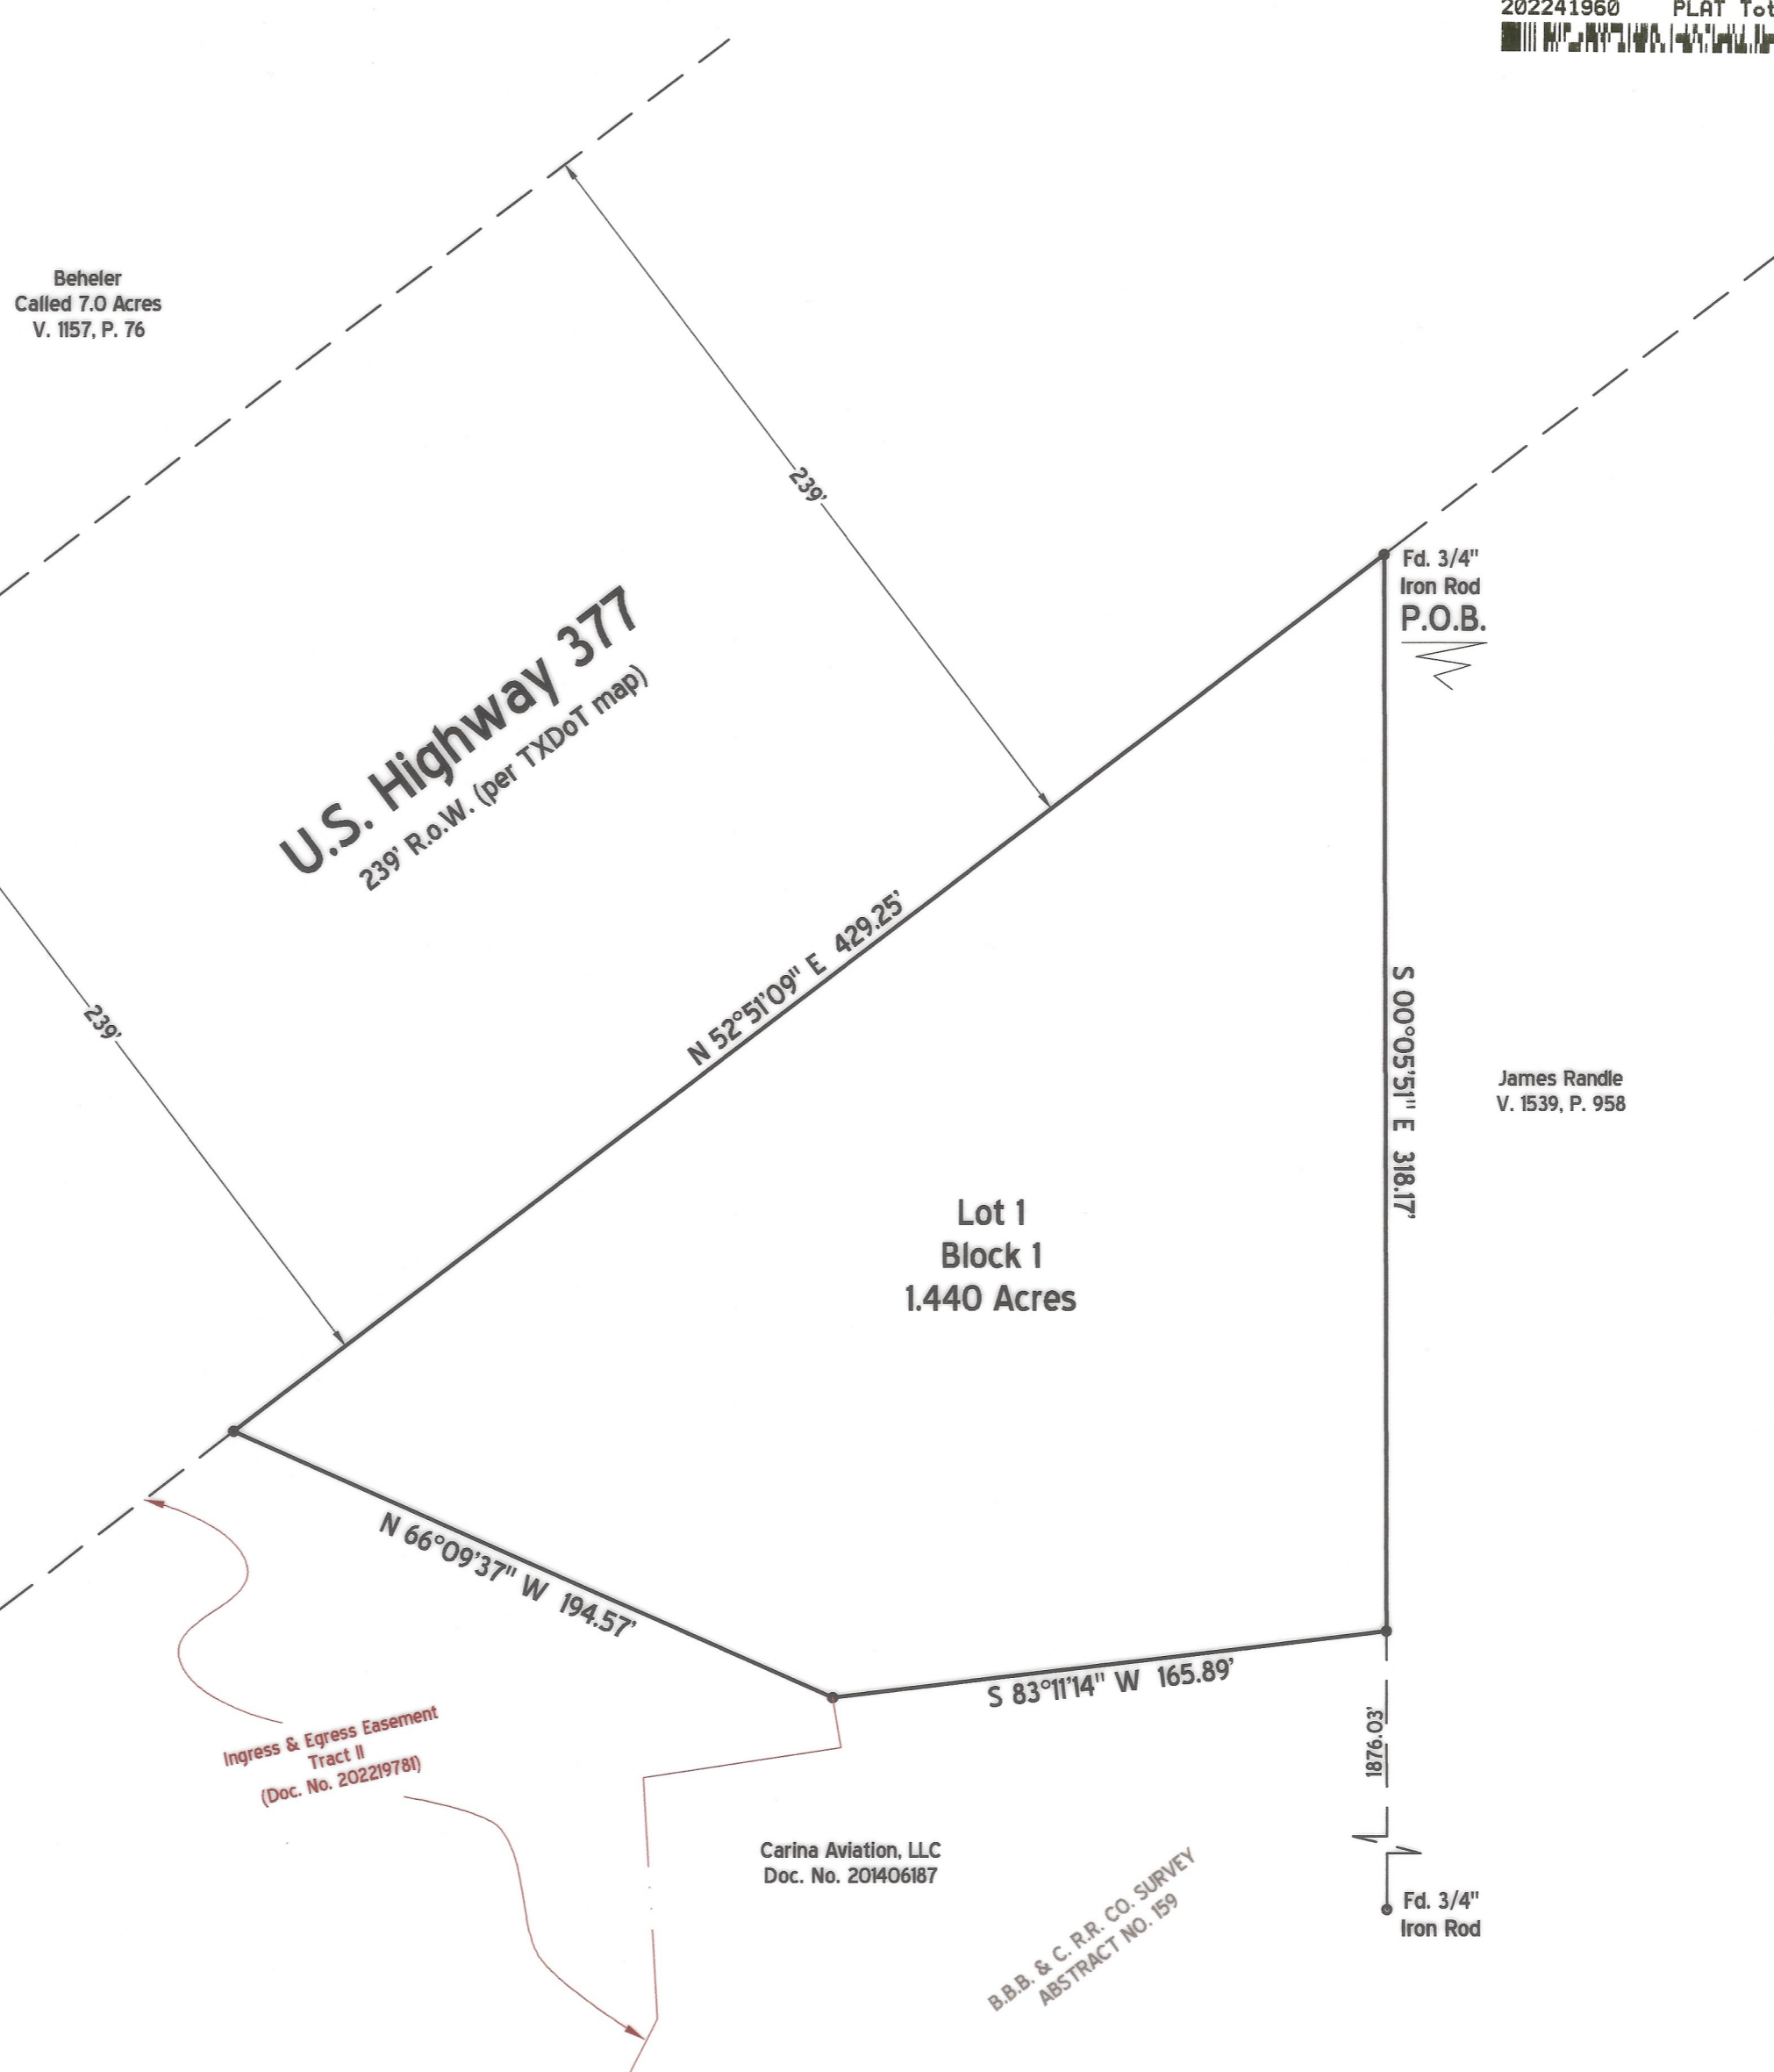 202241960 PLAT Tot
Beheler
Called 7.0 Acres
V. 1157, P. 76
239'
Fd. 3/4"
Iron Rod
P.O.B.
U.S. Highway 377
239' R.o.W. (per TXDoT map)
N 52°51'09" E 429.25'
239'
S 00°05'51" E 318.17'
James Randle
V. 1539, P. 958
Lot 1
Block 1
1.440 Acres
N 66°09'37" W 194.57'
S 83°11'14" W 165.89'
Ingress & Egress Easement
Tract II
(Doc. No. 202219781)
1876.03'
Carina Aviation, LLC
Doc. No. 201406187
B.B.B. & C. R.R. CO. SURVEY
ABSTRACT NO. 159
Fd. 3/4"
Iron Rod